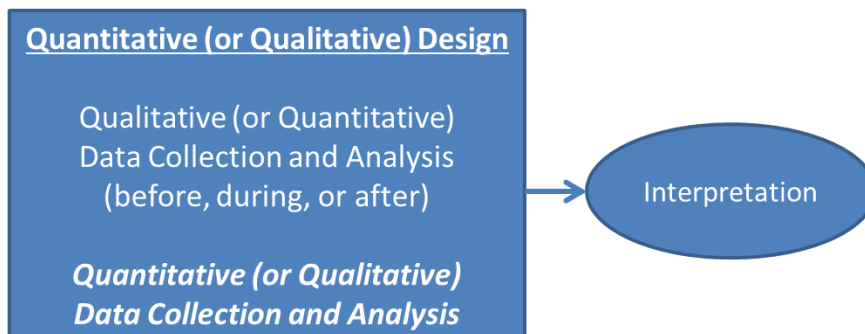 Quantitative (or Qualitative) Design
Qualitative (or Quantitative)
Data Collection and Analysis
(before, during, or after)
Quantitative (or Qualitative)
Data Collection and Analysis
Interpretation